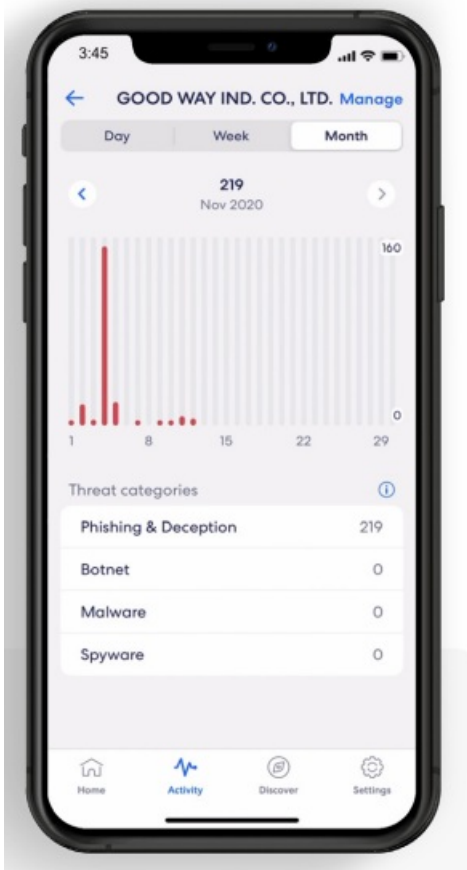 3:45
GOOD WAY IND. CO., LTD. Manage
Day Week Month
219
Nov 2020
160
0
1 8 15 22 29
Threat categories
Phishing & Deception 219
Botnet 0
Malware 0
Spyware 0
Home Activity Discover Settings